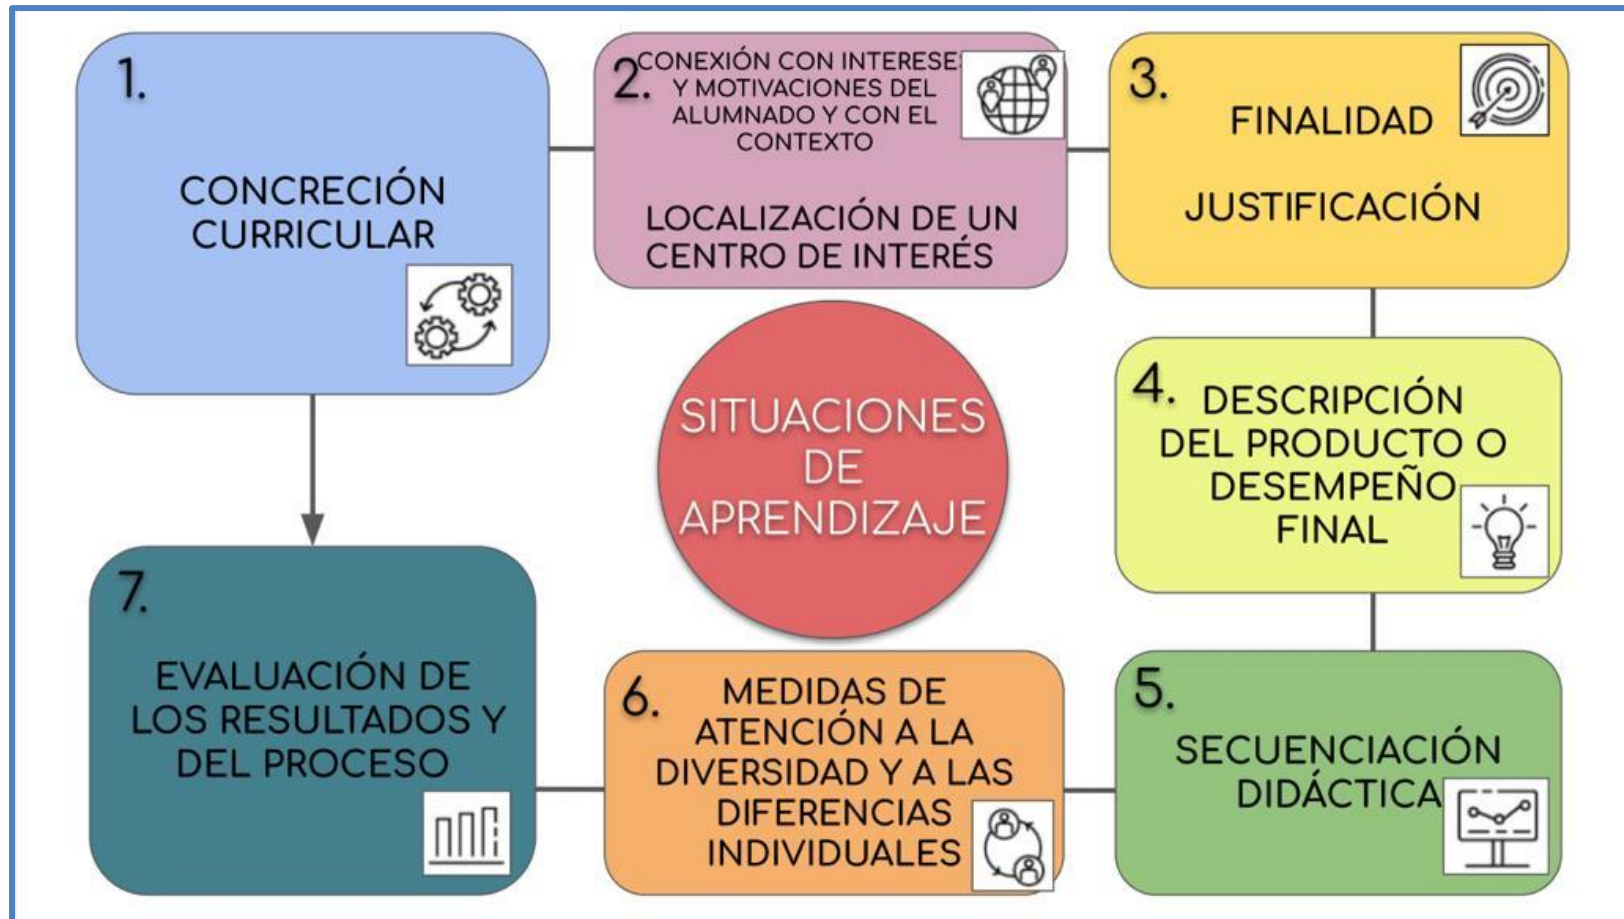 1.
CONCRECIÓN
CURRICULAR
2.
CONEXIÓN CON INTERESES
Y MOTIVACIONES DEL
ALUMNADO Y CON EL
CONTEXTO
LOCALIZACIÓN DE UN
CENTRO DE INTERÉS
3.
FINALIDAD
JUSTIFICACIÓN
4.
DESCRIPCIÓN
DEL PRODUCTO O
DESEMPEÑO
FINAL
SITUACIONES
DE
APRENDIZAJE
5.
SECUENCIACIÓN
DIDÁCTICA
6.
MEDIDAS DE
ATENCIÓN A LA
DIVERSIDAD Y A LAS
DIFERENCIAS
INDIVIDUALES
7.
EVALUACIÓN DE
LOS RESULTADOS Y
DEL PROCESO